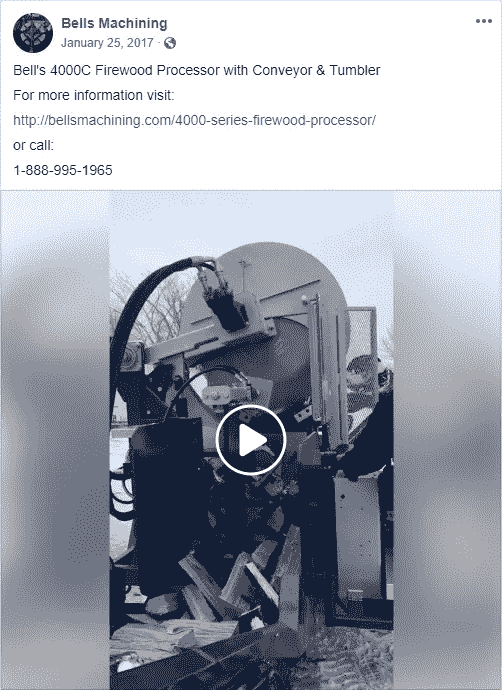 Bells Machining
January 25, 2017 ·
Bell's 4000C Firewood Processor with Conveyor & Tumbler
For more information visit:
http://bellsmachining.com/4000-series-firewood-processor/
or call:
1-888-995-1965